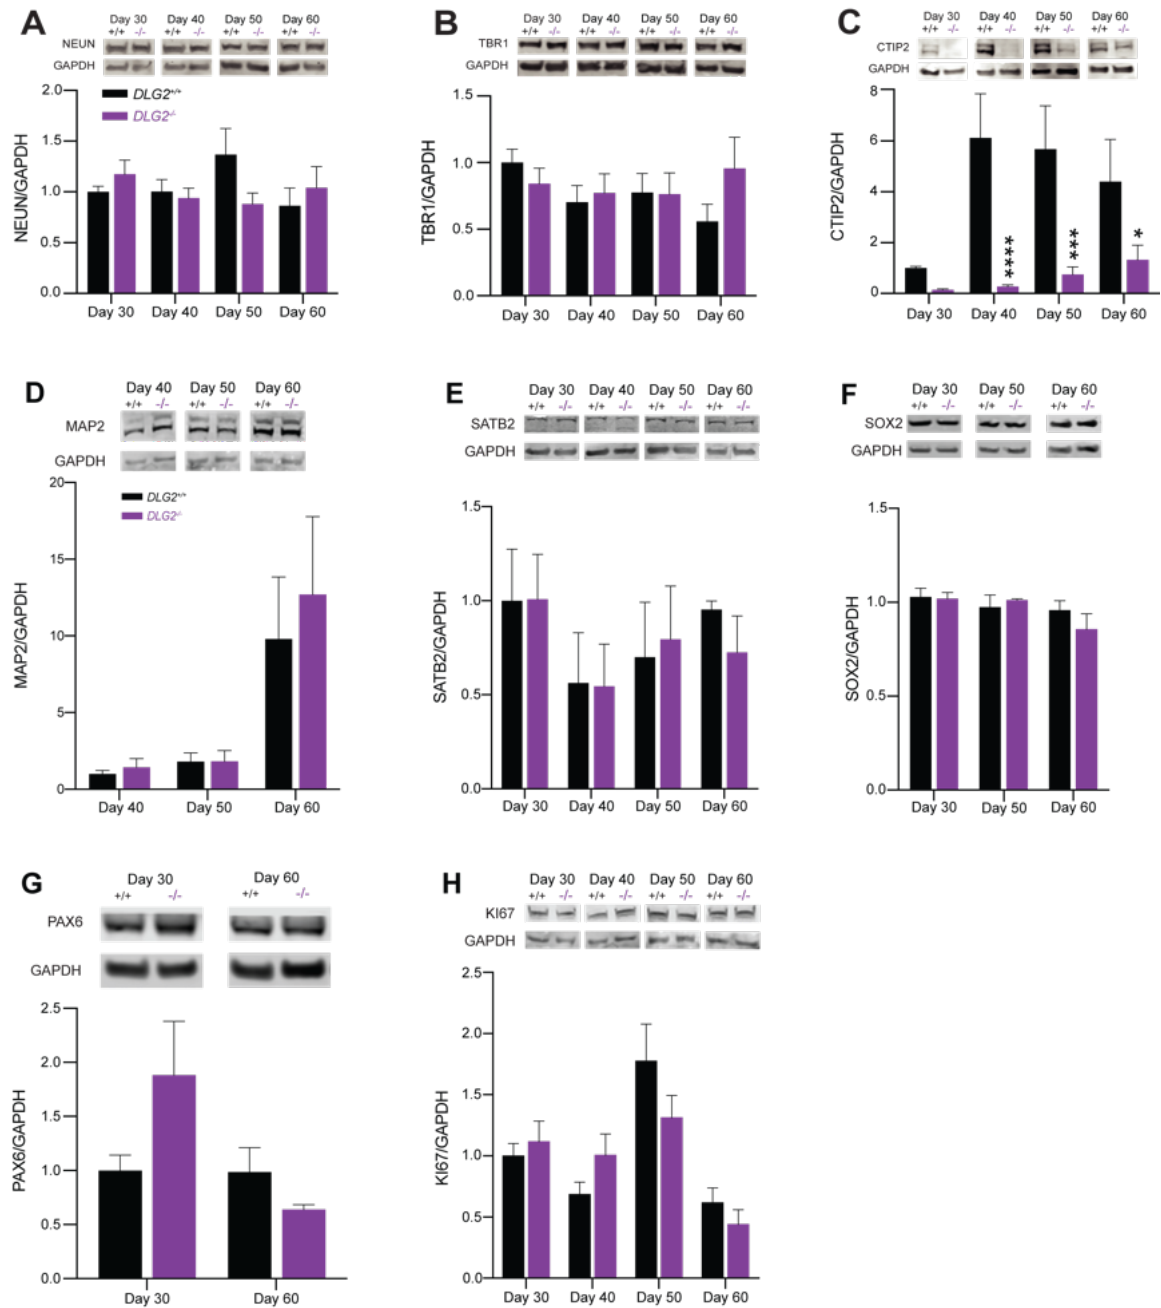 A
Day 30 Day 40 Day 50 Day 60
+/+ -/- +/+ -/- +/+ -/- +/+ -/-
NEUN
GAPDH
DLG2+/+
DLG2-/-
NEUN/GAPDH
2.0
1.5
1.0
0.5
0.0
Day 30 Day 40 Day 50 Day 60
B
Day 30 Day 40 Day 50 Day 60
+/+ -/- +/+ -/- +/+ -/- +/+ -/-
TBR1
GAPDH
TBR1/GAPDH
1.5
1.0
0.5
0.0
Day 30 Day 40 Day 50 Day 60
C
Day 30 Day 40 Day 50 Day 60
+/+ -/- +/+ -/- +/+ -/- +/+ -/-
CTIP2
GAPDH
CTIP2/GAPDH
8
6
4
2
0
**** *** *
Day 30 Day 40 Day 50 Day 60
D
Day 40 Day 50 Day 60
+/+ -/- +/+ -/- +/+ -/-
MAP2
GAPDH
DLG2+/+
DLG2-/-
MAP2/GAPDH
20
15
10
5
0
Day 40 Day 50 Day 60
E
Day 30 Day 40 Day 50 Day 60
+/+ -/- +/+ -/- +/+ -/- +/+ -/-
SATB2
GAPDH
SATB2/GAPDH
1.5
1.0
0.5
0.0
Day 30 Day 40 Day 50 Day 60
F
Day 30 Day 50 Day 60
+/+ -/- +/+ -/- +/+ -/-
SOX2
GAPDH
SOX2/GAPDH
1.5
1.0
0.5
0.0
Day 30 Day 50 Day 60
G
Day 30 Day 60
+/+ -/- +/+ -/-
PAX6
GAPDH
PAX6/GAPDH
2.5
2.0
1.5
1.0
0.5
0.0
Day 30 Day 60
H
Day 30 Day 40 Day 50 Day 60
+/+ -/- +/+ -/- +/+ -/- +/+ -/-
KI67
GAPDH
KI67/GAPDH
2.5
2.0
1.5
1.0
0.5
0.0
Day 30 Day 40 Day 50 Day 60